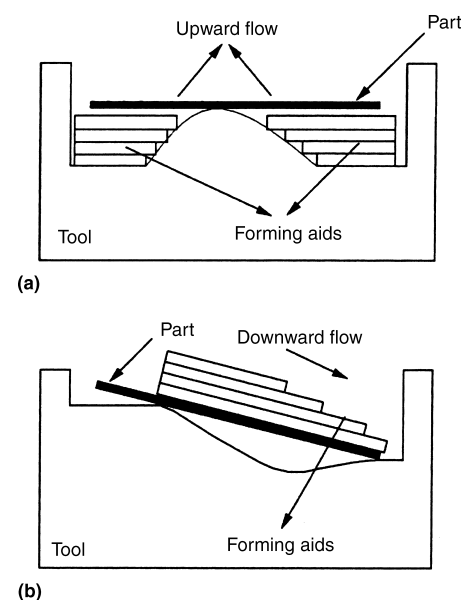 Upward flow
Part
Forming aids
Tool
(a)
Part
Downward flow
Forming aids
Tool
(b)